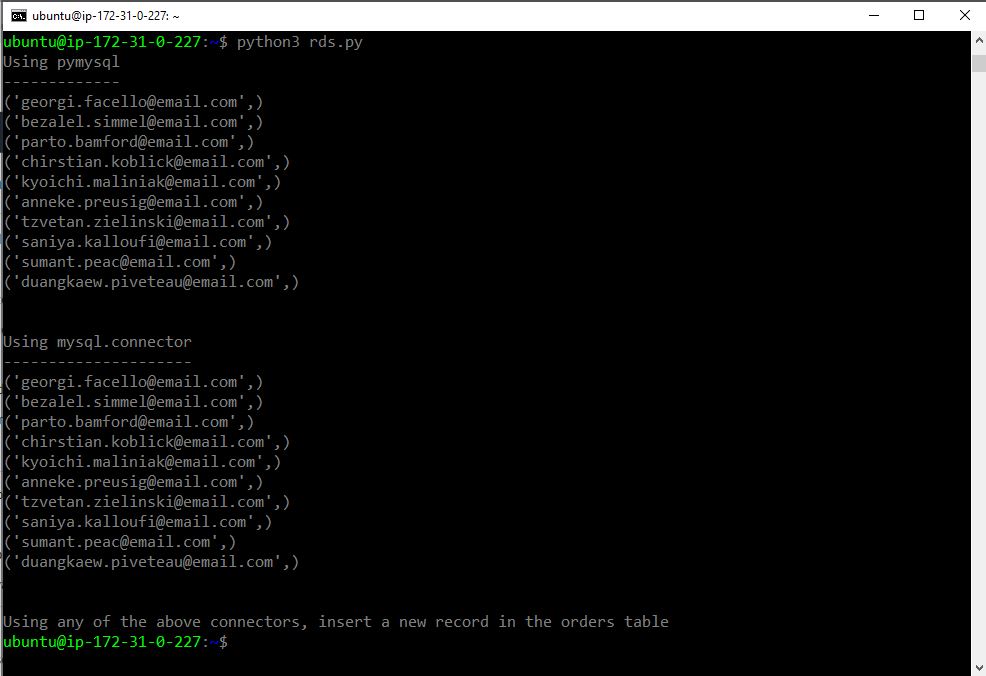 ubuntu@ip-172-31-0-227: ~
ubuntu@ip-172-31-0-227:~$ python3 rds.py
Using pymysql
-------------
('georgi.facello@email.com',)
('bezalel.simmel@email.com',)
('parto.bamford@email.com',)
('chirstian.koblick@email.com',)
('kyoichi.maliniak@email.com',)
('anneke.preusig@email.com',)
('tzvetan.zielinski@email.com',)
('saniya.kalloufi@email.com',)
('sumant.peac@email.com',)
('duangkaew.piveteau@email.com',)
Using mysql.connector
---------------------
('georgi.facello@email.com',)
('bezalel.simmel@email.com',)
('parto.bamford@email.com',)
('chirstian.koblick@email.com',)
('kyoichi.maliniak@email.com',)
('anneke.preusig@email.com',)
('tzvetan.zielinski@email.com',)
('saniya.kalloufi@email.com',)
('sumant.peac@email.com',)
('duangkaew.piveteau@email.com',)
Using any of the above connectors, insert a new record in the orders table
ubuntu@ip-172-31-0-227:~$